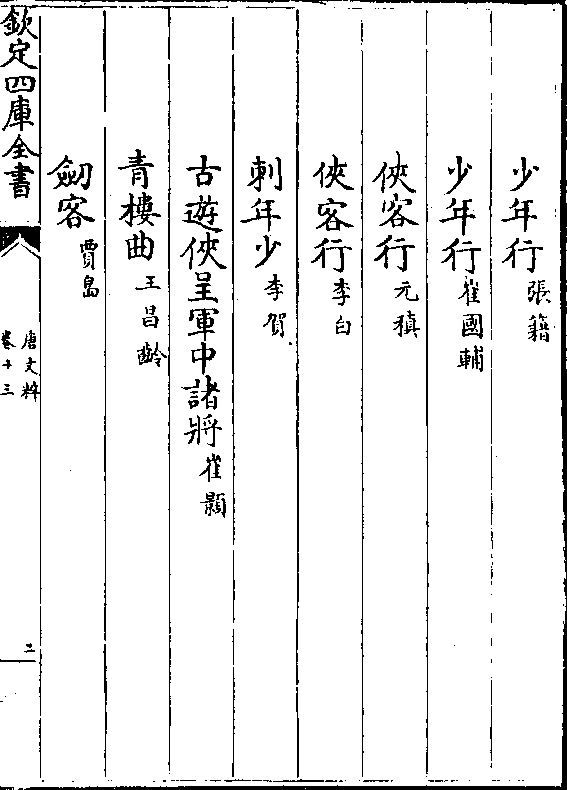 少年行張籍
少年行崔國輔
俠客行元稹
俠客行李白
刺年少李賀
古遊俠呈軍中諸將崔顥
青樓曲王昌齡
劒客賈島
欽定四庫全書
唐文粹
卷十三
二